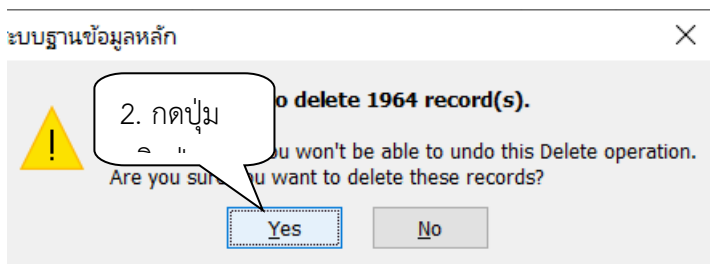 ะบบฐานข้อมูลหลัก
2. กดปุ่ม
o delete 1964 record(s).
ou won't be able to undo this Delete operation.
Are you sure you want to delete these records?
Yes
No